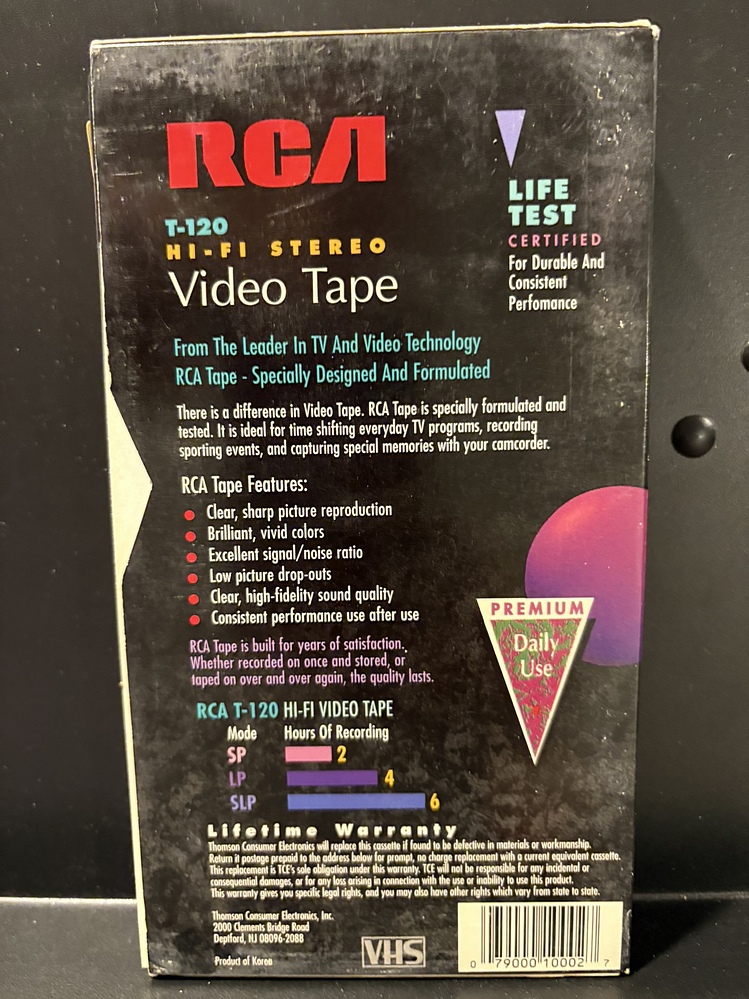 RCA
T-120
HI-FI STEREO
Video Tape
LIFE
TEST
CERTIFIED
For Durable And
Consistent
Perfomance
From The Leader In TV And Video Technology
RCA Tape - Specially Designed And Formulated
There is a difference in Video Tape. RCA Tape is specially formulated and
tested. It is ideal for time shifting everyday TV programs, recording
sporting events, and capturing special memories with your camcorder.
RCA Tape Features:
Clear, sharp picture reproduction
Brilliant, vivid colors
Excellent signal/noise ratio
Low picture drop-outs
Clear, high-fidelity sound quality
Consistent performance use after use
PREMIUM
Daily
Use
RCA Tape is built for years of satisfaction.
Whether recorded on once and stored, or
taped on over and over again, the quality lasts.
RCA T-120 HI-FI VIDEO TAPE
Mode Hours Of Recording
SP 2
LP 4
SLP 6
Lifetime Warranty
Thomson Consumer Electronics will replace this cassette if found to be defective in materials or workmanship.
Return it postage prepaid to the address below for prompt, no charge replacement with a current equivalent cassette.
This replacement is TCE's sole obligation under this warranty. TCE will not be responsible for any incidental or
consequential damages, or for any loss arising in connection with the use or inability to use this product.
This warranty gives you specific legal rights, and you may also have other rights which vary from state to state.
Thomson Consumer Electronics, Inc.
2000 Clements Bridge Road
Deptford, NJ 08096-2088
Product of Korea
VHS
0 79000 10002 7